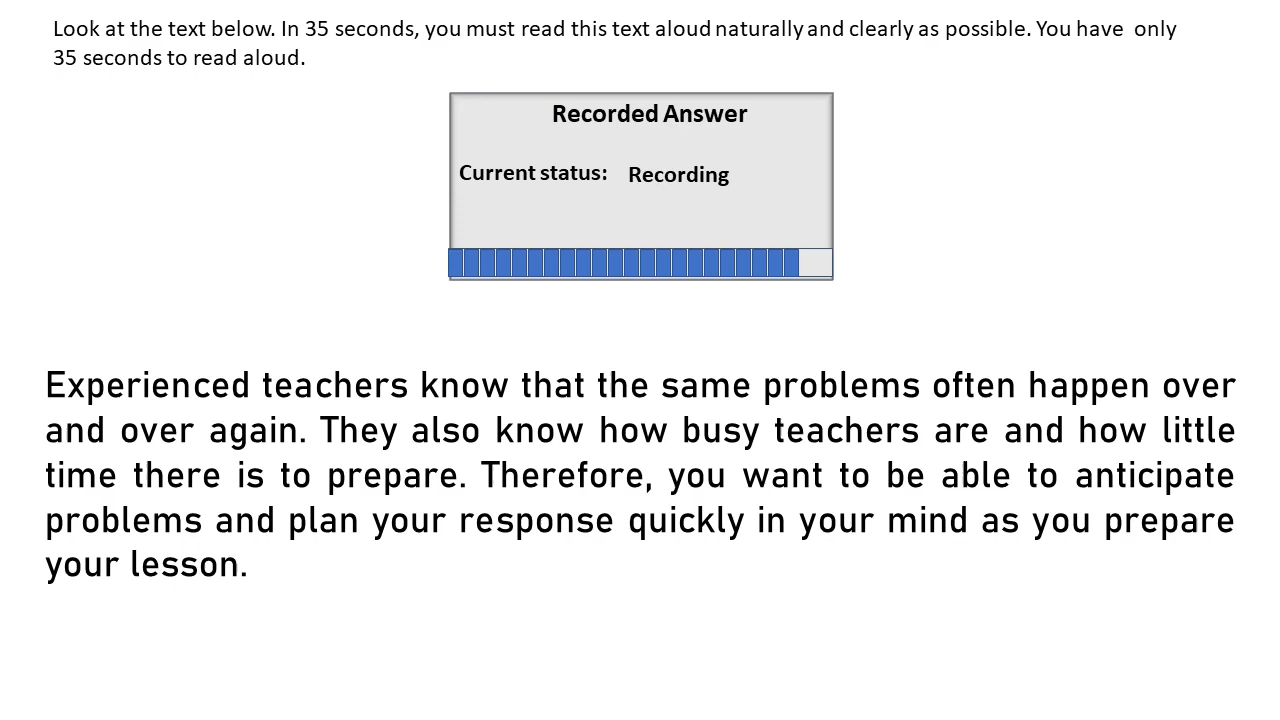 Look at the text below. In 35 seconds, you must read this text aloud naturally and clearly as possible. You have only
35 seconds to read aloud.
Recorded Answer
Current status: Recording
Experienced teachers know that the same problems often happen over
and over again. They also know how busy teachers are and how little
time there is to prepare. Therefore, you want to be able to anticipate
problems and plan your response quickly in your mind as you prepare
your lesson.